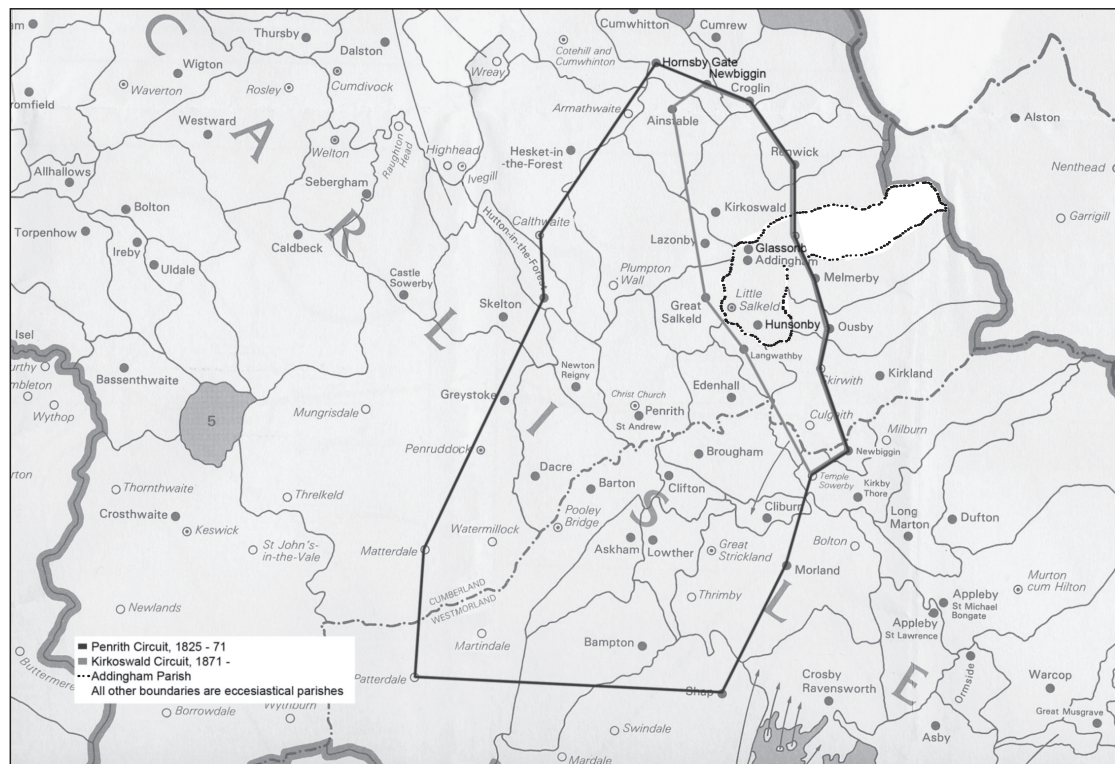 Cumwhitton
Cumrew
Thursby
Dalston
Cotehill and
Cumwhinton
Wigton
Wreay
Hornsby Gate
Newbiggin
Croglin
Waverton
Rosley
Cumdivock
Armathwaite
Ainstable
Alston
Westward
Welton
Raughton
Head
Highhead
Ivegill
Hesket-in
-the-Forest
Renwick
Nenthead
Allhallows
Sebergham
Bolton
Kirkoswald
Garrigill
Torpenhow
Ireby
Uldale
Caldbeck
Hutton-in-the-Forest
Calthwaite
Lazonby
Glassonb
Addingham
Melmerby
Castle
Sowerby
Plumpton
Wall
Skelton
Great
Salkeld
Little
Salkeld
Hunsonby
Ousby
Isel
Langwathby
Skirwith
Kirkland
Bassenthwaite
Newton
Reigny
Edenhall
Wythop
5
Mungrisdale
Greystoke
Christ Church
Penrith
St Andrew
Culgaith
Milburn
Penruddock
Brougham
Newbiggin
Dacre
Barton
Clifton
Temple
Sowerby
Kirkby
Thore
Thornthwaite
Threlkeld
Cliburn
Long
Marton
Dufton
Crosthwaite
Keswick
Watermillock
Pooley
Bridge
St John's-
in-the-Vale
Matterdale
Askham
Lowther
Great
Strickland
Bolton
Morland
Murton
cum Hilton
CUMBERLAND
WESTMORLAND
Newlands
Thrimby
Appleby
St Michael
Bongate
Appleby
St Lawrence
Martindale
Bampton
Ormside
Penrith Circuit, 1825 - 71
Kirkoswald Circuit, 1871 -
Addingham Parish
All other boundaries are eccesiastical parishes
Buttermere
Patterdale
Shap
Crosby
Ravensworth
Warcop
Great Musgrave
Borrowdale
Wythburn
Swindale
Asby
Mardale
CARLISLE